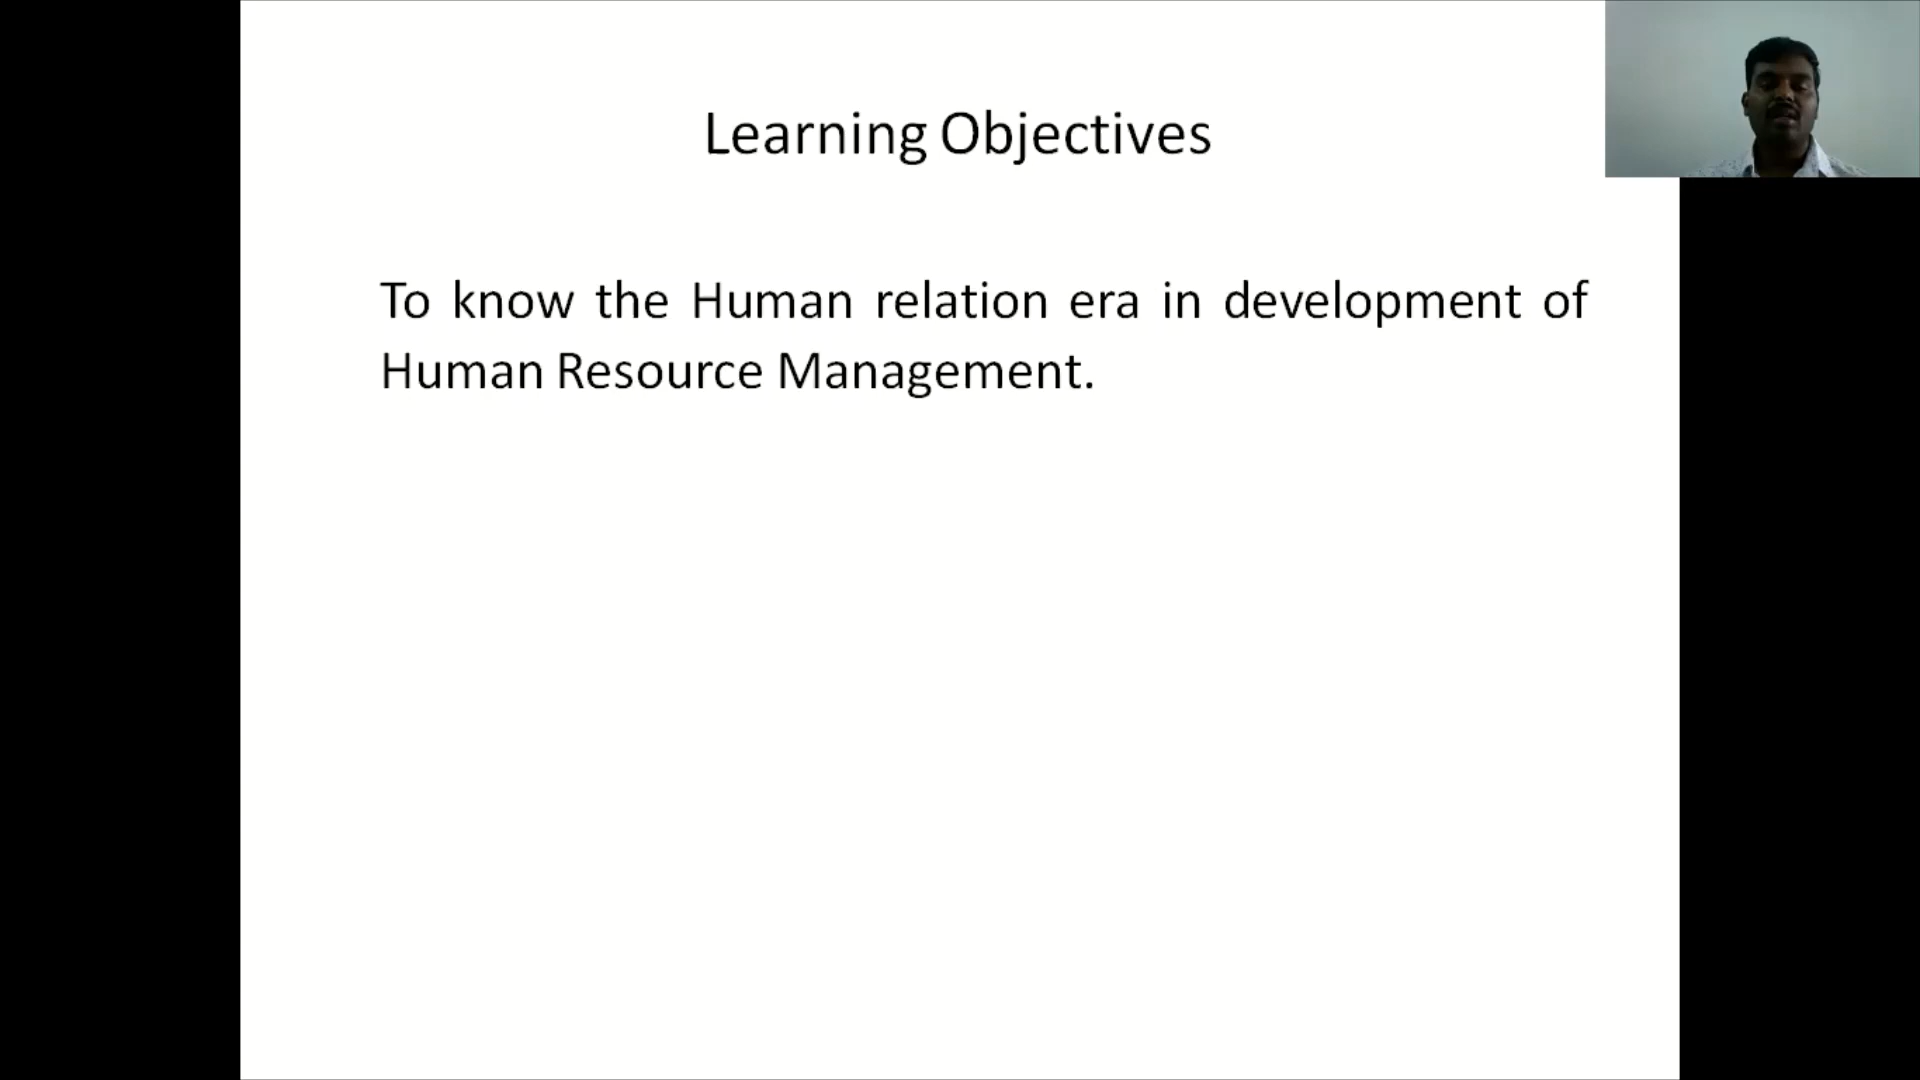 Learning Objectives
To know the Human relation era in development of
Human Resource Management.